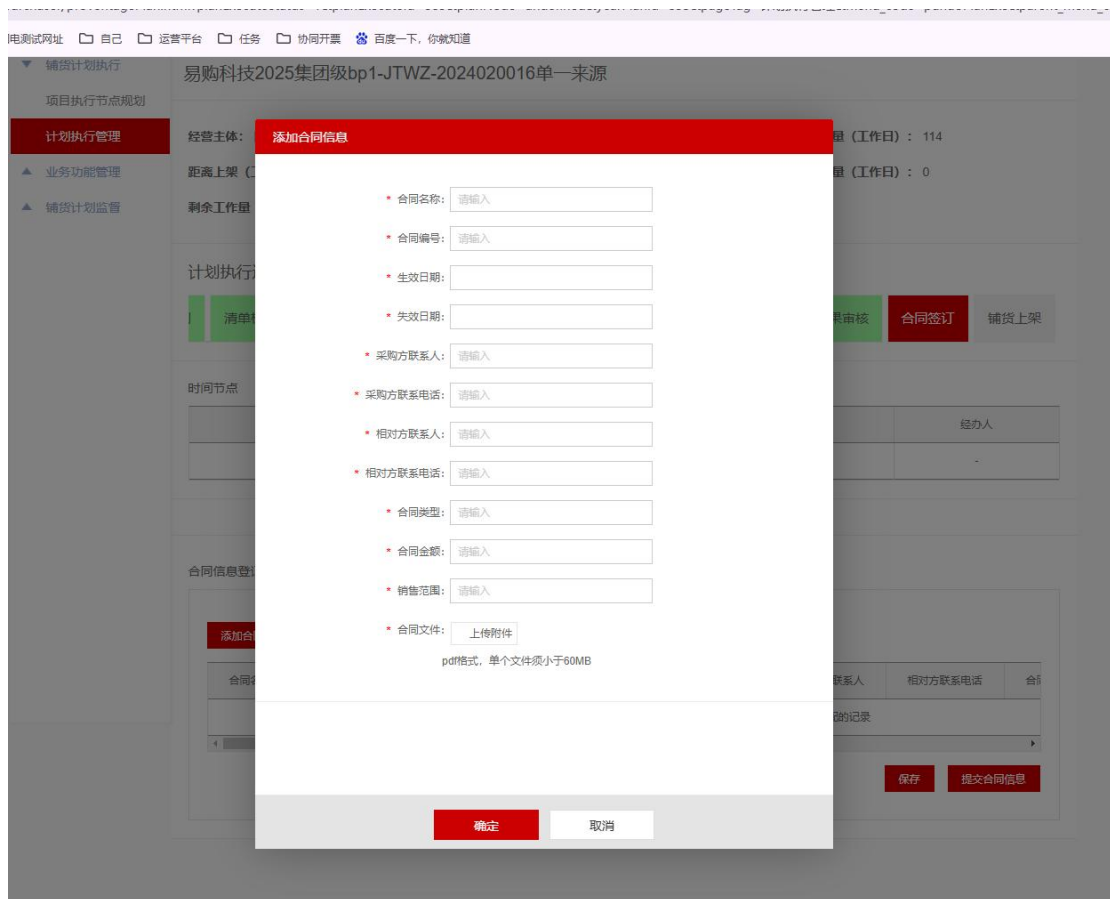 电测试网址 自己 运营平台 任务 协同开票 百度一下，你就知道
辅货计划执行
易购科技2025集团级bp1-JTWZ-2024020016单一来源
项目执行节点规划
计划执行管理
经营主体：
添加合同信息
量（工作日）：114
业务功能管理
距离上架（
量（工作日）：0
* 合同名称： 请输入
铺货计划监督
剩余工作量
* 合同编号： 请输入
计划执行
* 生效日期：
* 失效日期：
清单
果审核
合同签订
铺货上架
* 采购方联系人： 请输入
时间节点
* 采购方联系电话： 请输入
经办人
* 相对方联系人： 请输入
-
* 相对方联系电话： 请输入
* 合同类型： 请输入
* 合同金额： 请输入
合同信息登
* 销售范围： 请输入
添加合
* 合同文件： 上传附件
pdf格式，单个文件须小于60MB
合同
联系人
相对方联系电话
合同
的记录
保存
提交合同信息
确定
取消